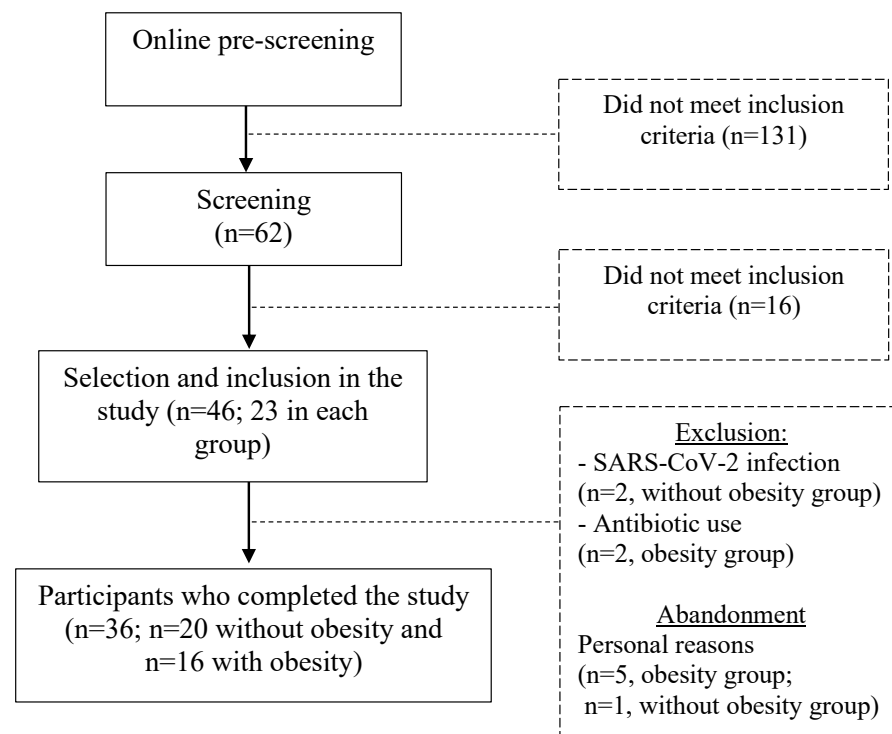 Online pre-screening
Did not meet inclusion
criteria (n=131)
Screening
(n=62)
Did not meet inclusion
criteria (n=16)
Selection and inclusion in the
study (n=46; 23 in each
group)
Exclusion:
- SARS-CoV-2 infection
(n=2, without obesity group)
- Antibiotic use
(n=2, obesity group)
Abandonment
Personal reasons
(n=5, obesity group;
n=1, without obesity group)
Participants who completed the study
(n=36; n=20 without obesity and
n=16 with obesity)